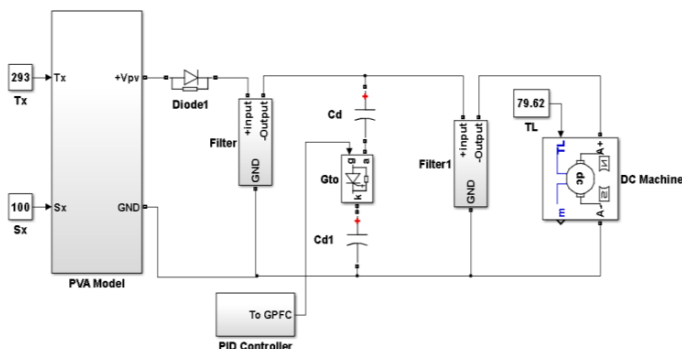 293
Tx
Tx
100
Sx
Sx
+Vpv
GND
PVA Model
Diode1
Filter
+input
-Output
GND
Cd
g
a
k
Gto
Cd1
To GPFC
PID Controller
Filter1
+input
-Output
GND
79.62
TL
TL
A+
dc
m
A-
DC Machine